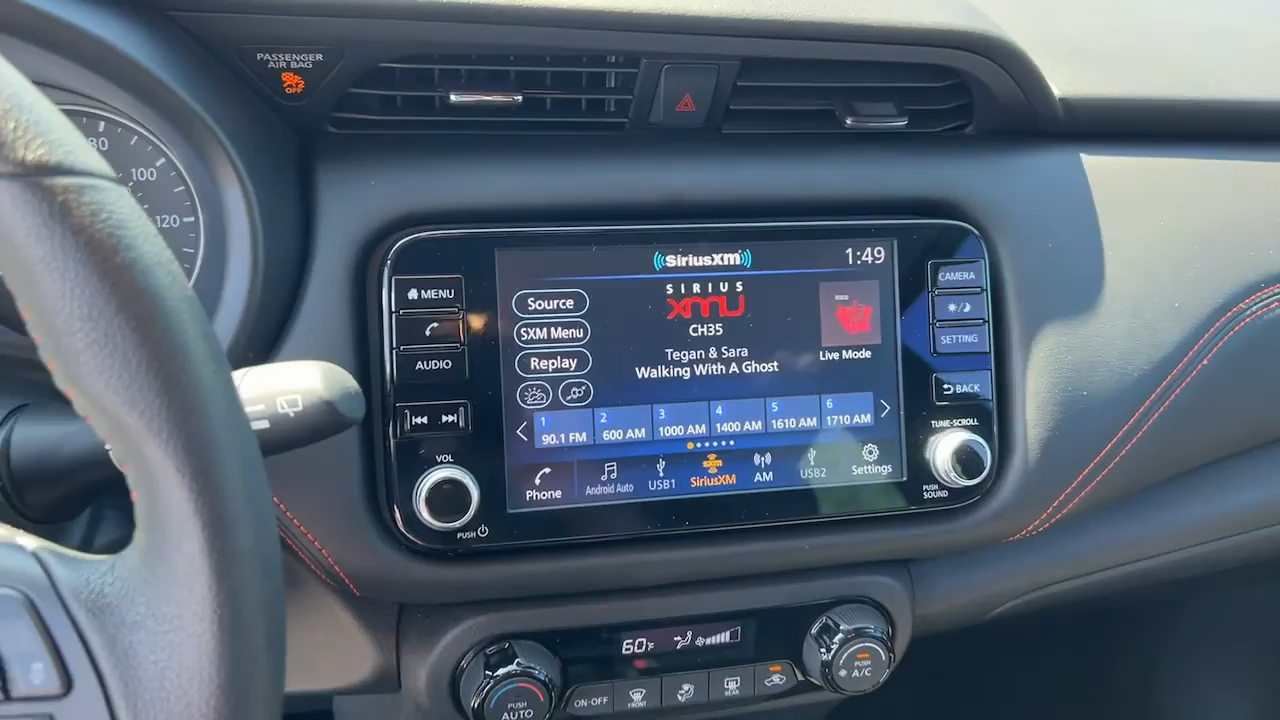 PASSENGER
AIR BAG
OFF
80
100
120
((SiriusXM))
1:49
MENU
AUDIO
VOL
PUSH
Source
SXM Menu
Replay
SIRIUS
XMU
CH35
Tegan & Sara
Walking With A Ghost
Live Mode
1 90.1 FM
2 600 AM
3 1000 AM
4 1400 AM
5 1610 AM
6 1710 AM
Phone
Android Auto
USB1
sxm
SiriusXM
AM
USB2
Settings
CAMERA
SETTING
BACK
TUNE·SCROLL
PUSH
SOUND
60°F
PUSH
AUTO
ON·OFF
FRONT
REAR
PUSH
A/C